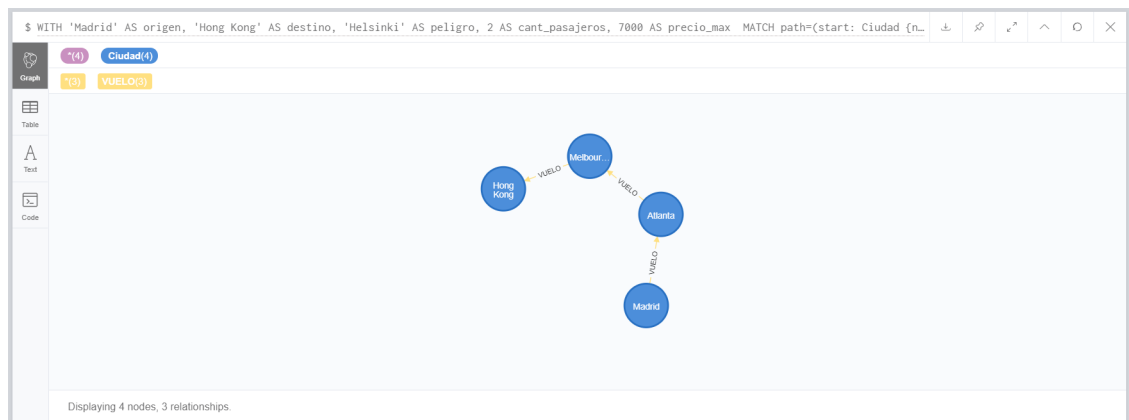 $ WITH 'Madrid' AS origen, 'Hong Kong' AS destino, 'Helsinki' AS peligro, 2 AS cant_pasajeros, 7000 AS precio_max MATCH path=(start: Ciudad {n…
*(4) Ciudad(4)
Graph
*(3) VUELO(3)
Table
A
Text
Code
Melbour...
VUELO
Hong
Kong
VUELO
Atlanta
VUELO
Madrid
Displaying 4 nodes, 3 relationships.